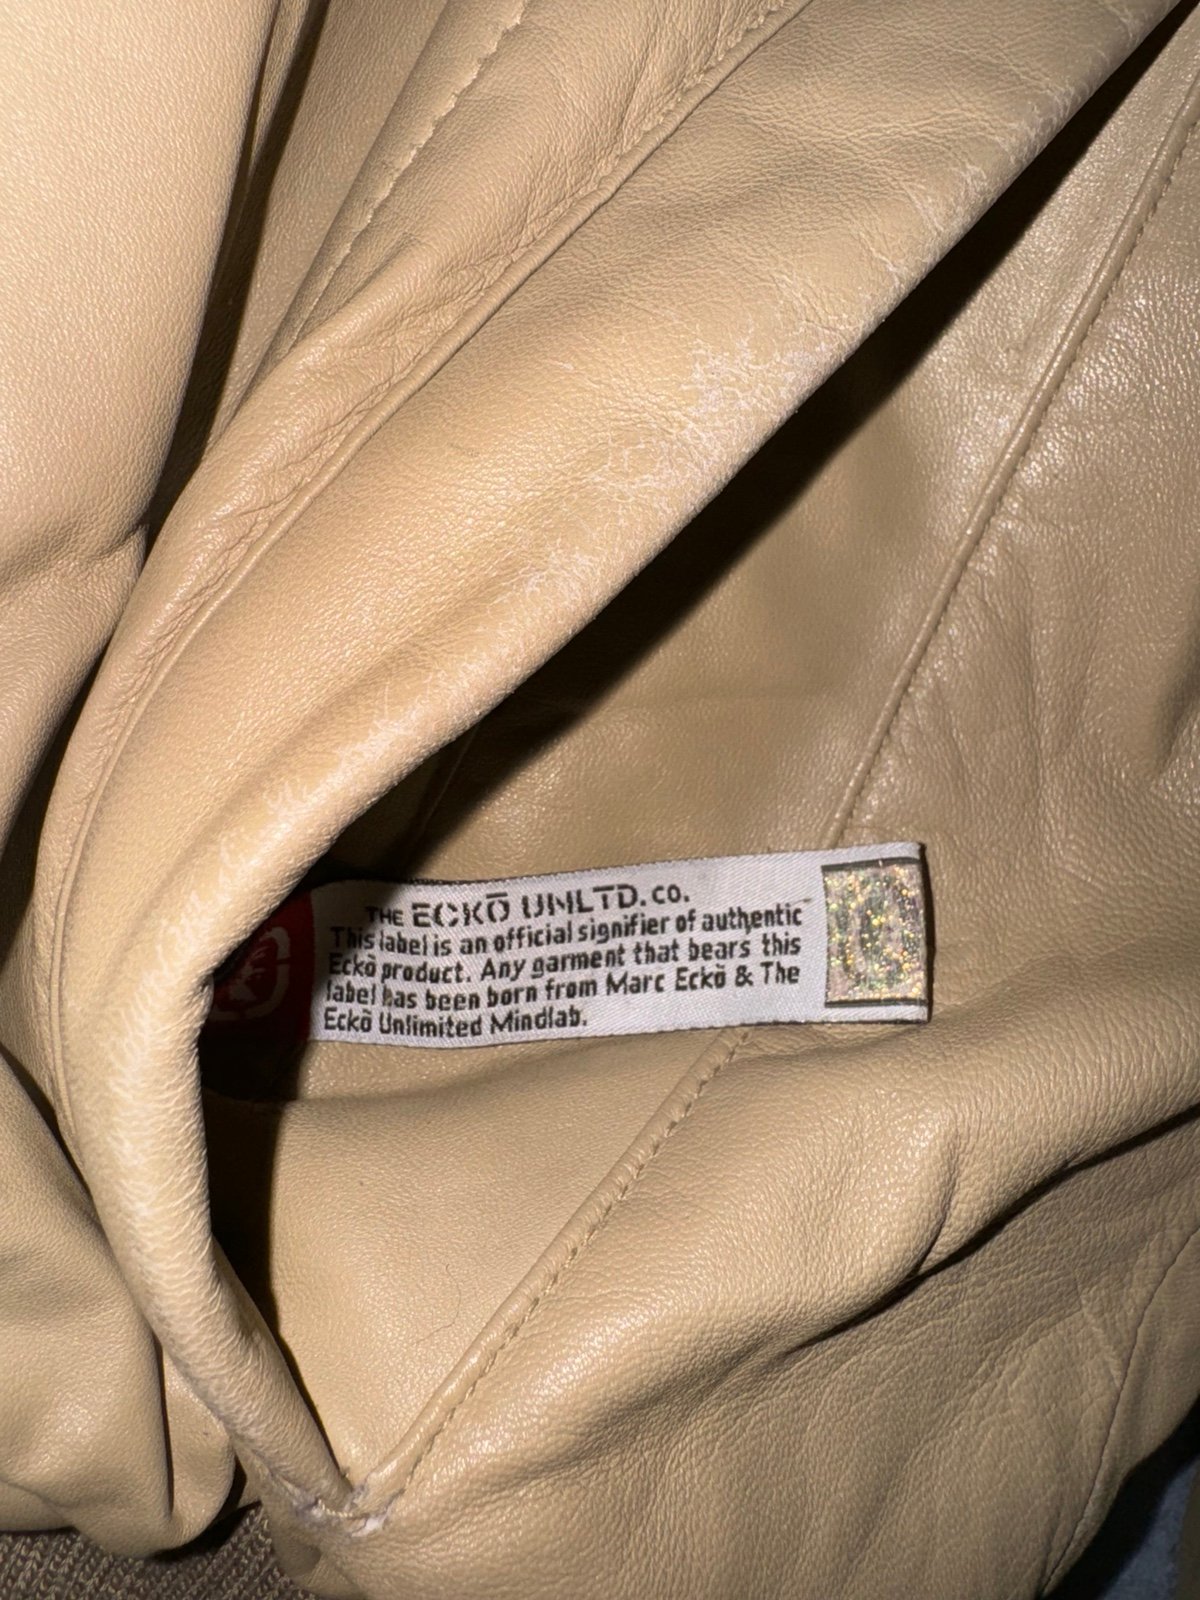 THE ECKŌ UNLTD. CO.
This label is an official signifier of authentic
Eckō product. Any garment that bears this
label has been born from Marc Eckō & The
Eckō Unlimited Mindlab.